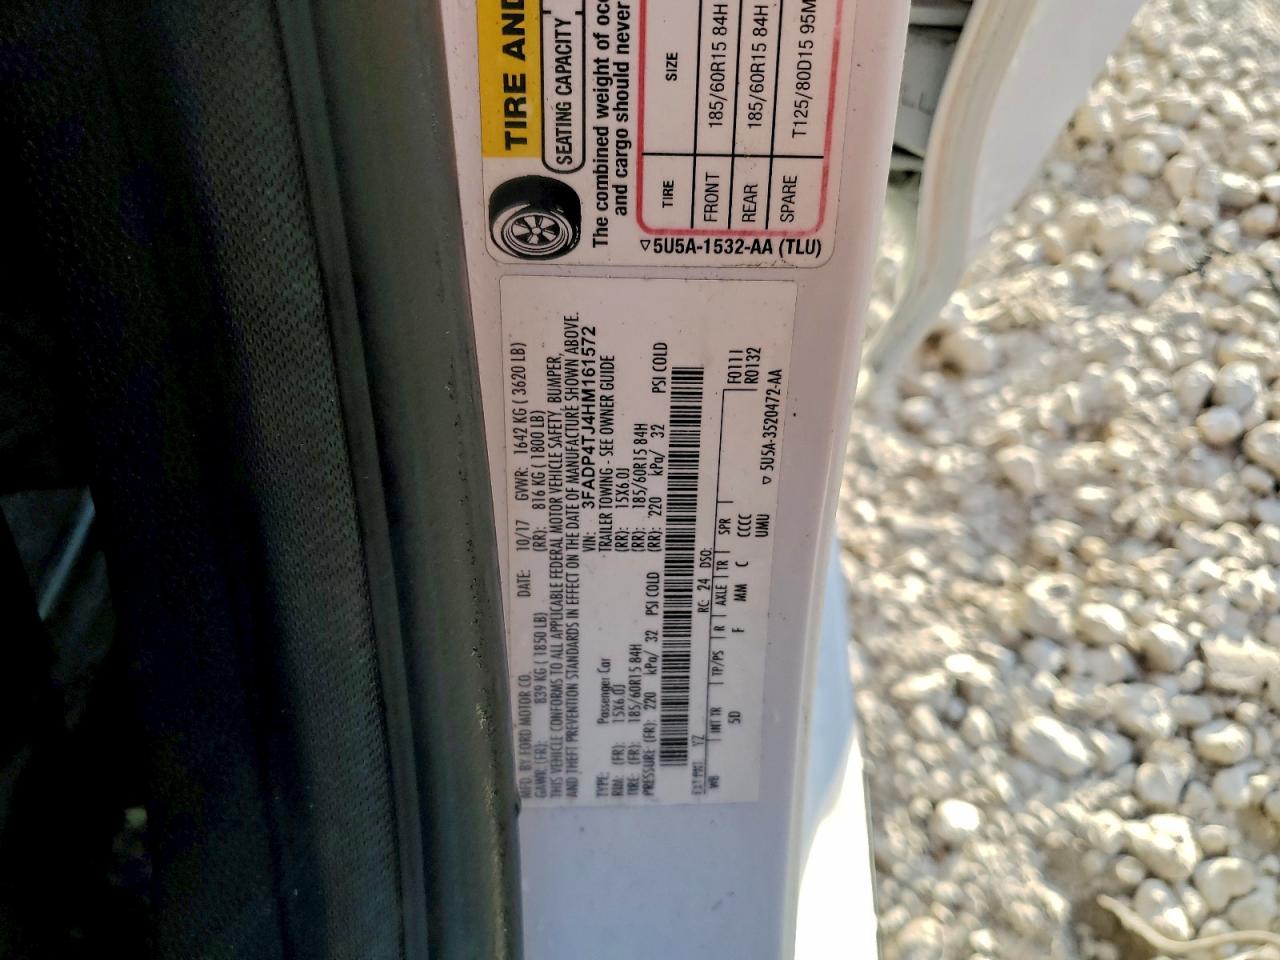 TIRE AND
SEATING CAPACITY
The combined weight of
and cargo should never
TIRE SIZE
FRONT 185/60R15 84H
REAR 185/60R15 84H
SPARE T125/80D15 95M
▽5U5A-1532-AA (TLU)
MFD. BY FORD MOTOR CO.
DATE: 10/17 GVWR: 1642 KG ( 3620 LB)
GAWR: (FR): 839 KG ( 1850 LB) (RR): 816 KG ( 1800 LB)
THIS VEHICLE CONFORMS TO ALL APPLICABLE FEDERAL MOTOR VEHICLE SAFETY, BUMPER,
AND THEFT PREVENTION STANDARDS IN EFFECT ON THE DATE OF MANUFACTURE SHOWN ABOVE.
VIN: 3FADP4TJ4HM161572
TYPE: Passenger Car TRAILER TOWING - SEE OWNER GUIDE
RIM: (FR): 15X6.0J (RR): 15X6.0J
TIRE: (FR): 185/60R15 84H (RR): 185/60R15 84H
PRESSURE (FR): 220 kPa/ 32 PSI COLD (RR): 220 kPa/ 32 PSI COLD
EXT PNT: YZ RC: 24 DSO:
WB INT TR TP/PS R AXLE TR SPR F0111
5D F MM C CCCC R0132
UMU
▽5U5A-3520472-AA